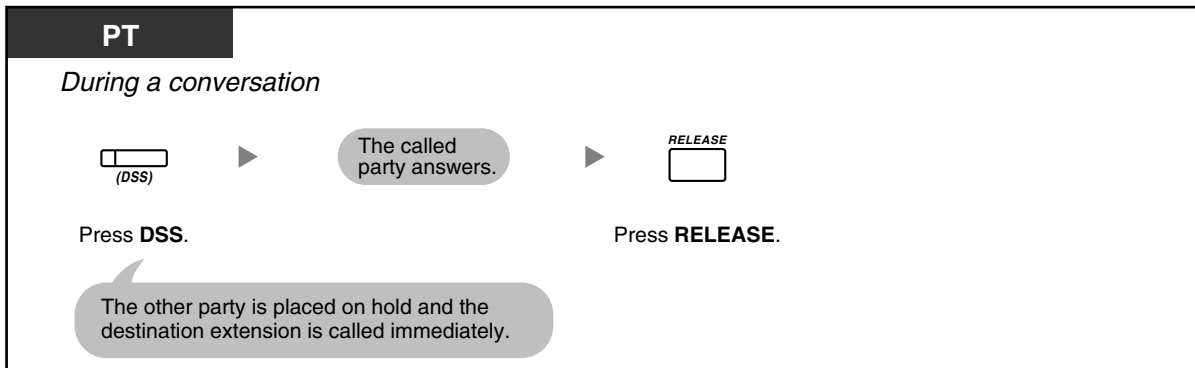 PT
During a conversation
(DSS)
The called
party answers.
RELEASE
Press DSS.
Press RELEASE.
The other party is placed on hold and the
destination extension is called immediately.